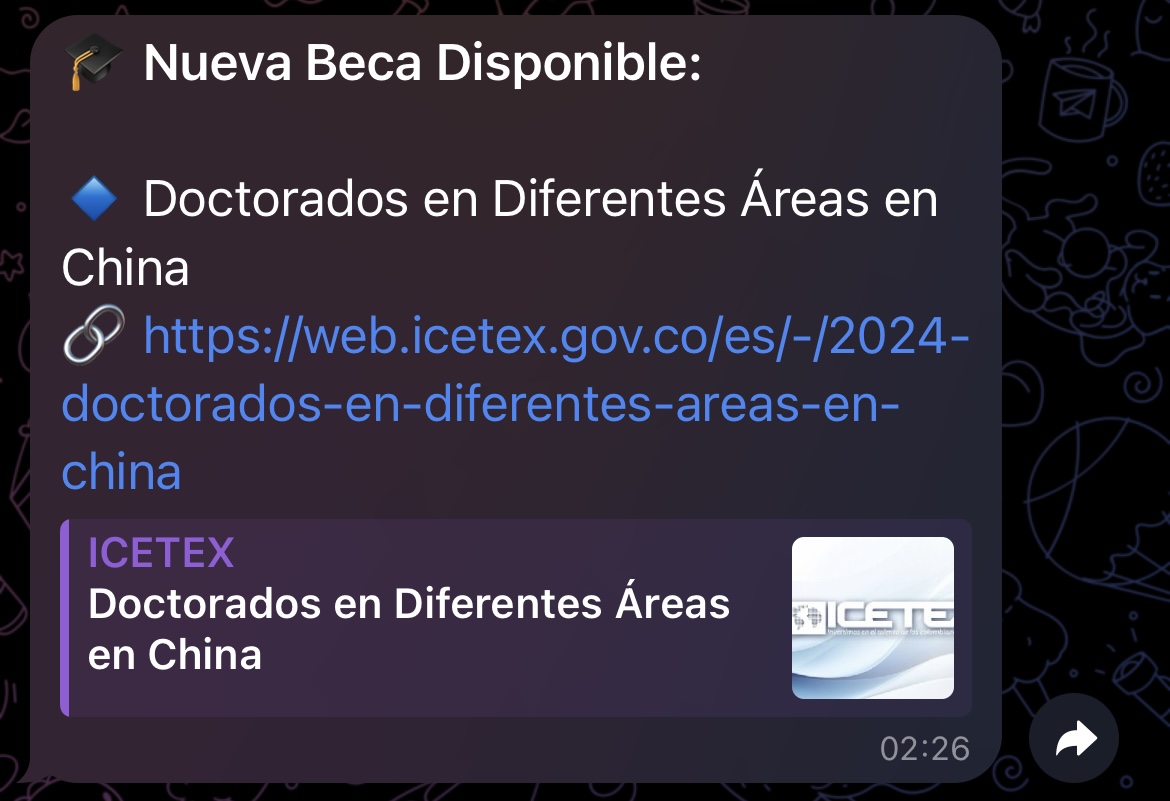 🎓 Nueva Beca Disponible:
🔷 Doctorados en Diferentes Áreas en
China
🔗 https://web.icetex.gov.co/es/-/2024-
doctorados-en-diferentes-areas-en-
china
ICETEX
Doctorados en Diferentes Áreas
en China
ICETE
02:26